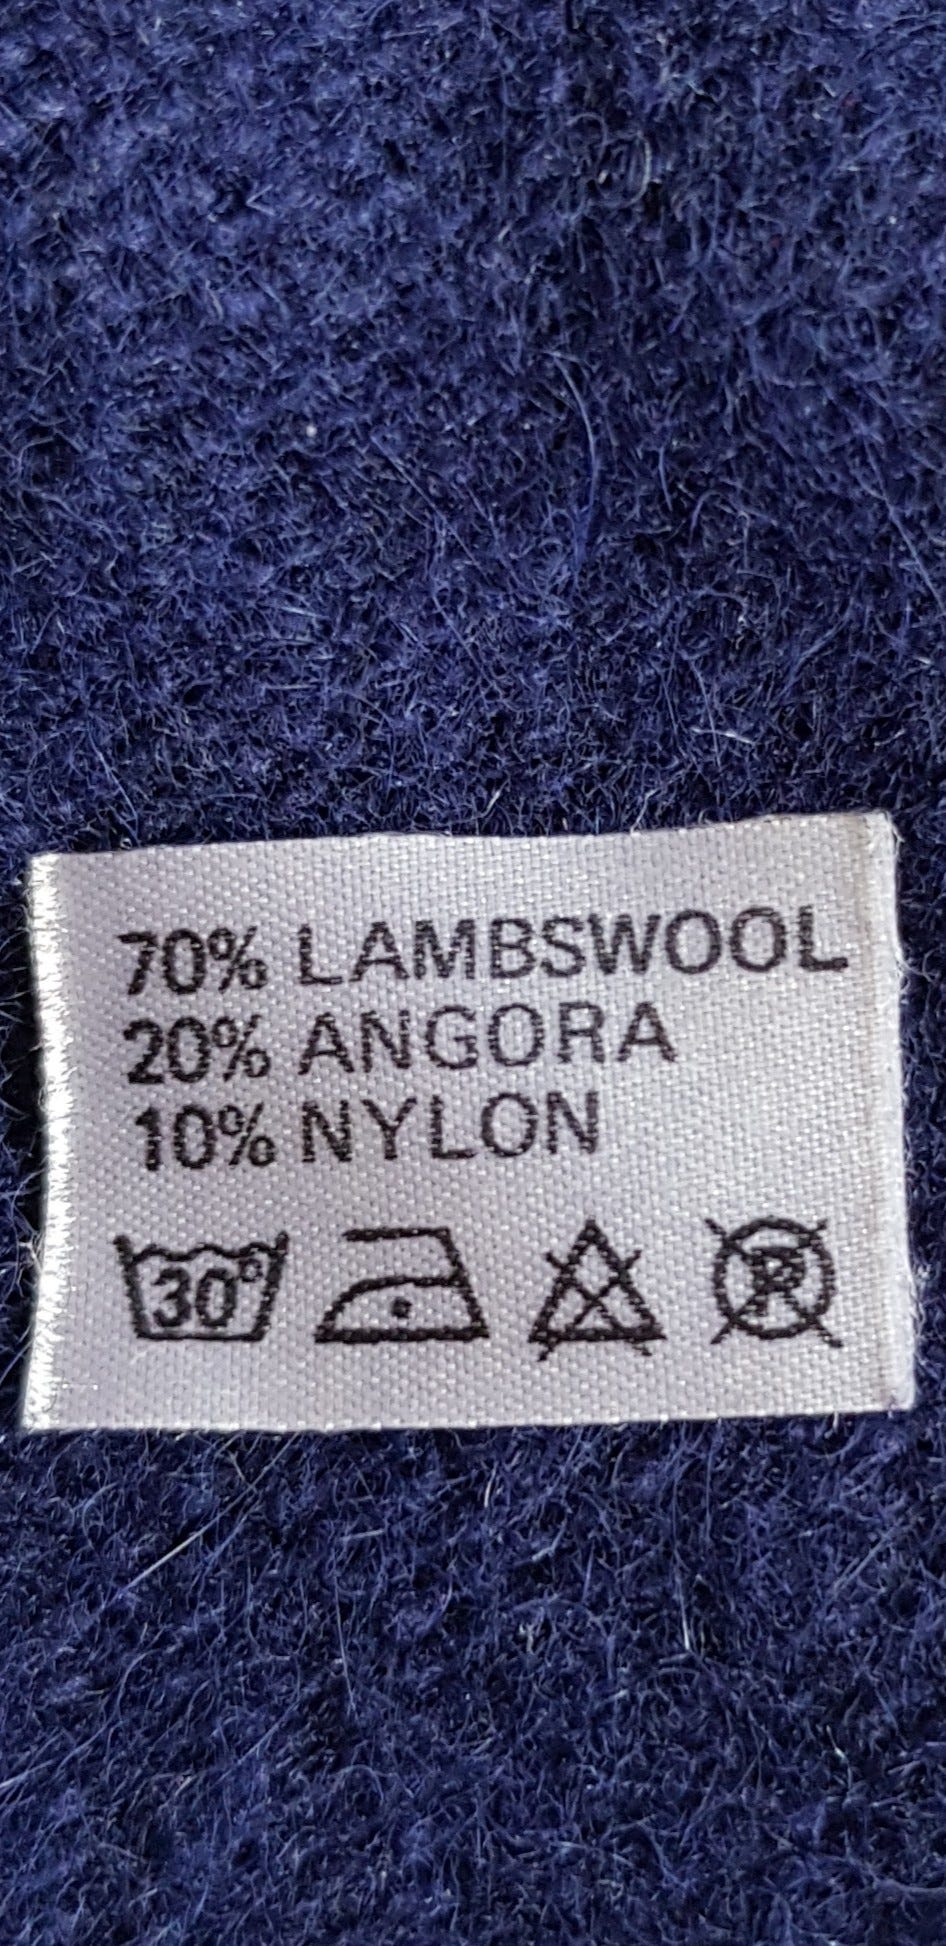 70% LAMBSWOOL
20% ANGORA
10% NYLON
30° P